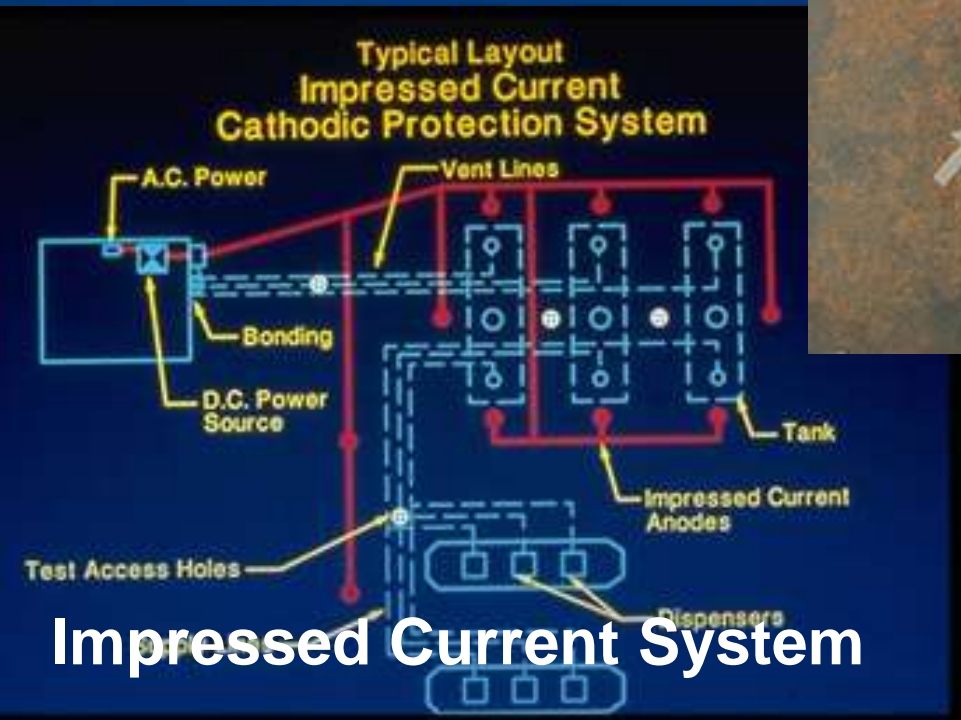 Typical Layout
Impressed Current
Cathodic Protection System
A.C. Power
Vent Lines
Bonding
D.C. Power
Source
Tank
Impressed Current
Anodes
Test Access Holes
Dispensers
Impressed Current System